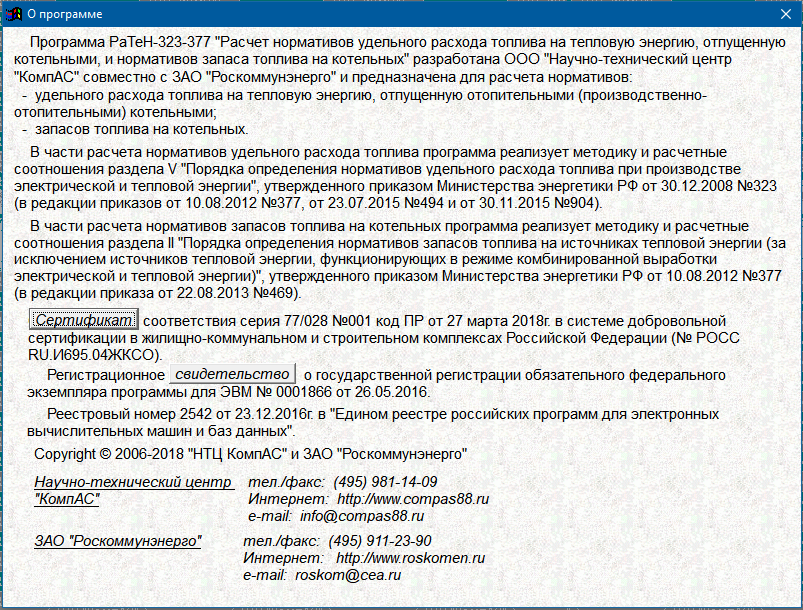 О программе
Программа РаТеН-323-377 "Расчет нормативов удельного расхода топлива на тепловую энергию, отпущенную
котельными, и нормативов запаса топлива на котельных" разработана ООО "Научно-технический центр
"КомпАС" совместно с ЗАО "Роскоммунэнерго" и предназначена для расчета нормативов:
- удельного расхода топлива на тепловую энергию, отпущенную отопительными (производственно-
отопительными) котельными;
- запасов топлива на котельных.
В части расчета нормативов удельного расхода топлива программа реализует методику и расчетные
соотношения раздела V "Порядка определения нормативов удельного расхода топлива при производстве
электрической и тепловой энергии", утвержденного приказом Министерства энергетики РФ от 30.12.2008 №323
(в редакции приказов от 10.08.2012 №377, от 23.07.2015 №494 и от 30.11.2015 №904).
В части расчета нормативов запасов топлива на котельных программа реализует методику и расчетные
соотношения раздела II "Порядка определения нормативов запасов топлива на источниках тепловой энергии (за
исключением источников тепловой энергии, функционирующих в режиме комбинированной выработки
электрической и тепловой энергии)", утвержденного приказом Министерства энергетики РФ от 10.08.2012 №377
(в редакции приказа от 22.08.2013 №469).
Сертификат соответствия серия 77/028 №001 код ПР от 27 марта 2018г. в системе добровольной
сертификации в жилищно-коммунальном и строительном комплексах Российской Федерации (№ РОСС
RU.И695.04ЖКСО).
Регистрационное свидетельство о государственной регистрации обязательного федерального
экземпляра программы для ЭВМ № 0001866 от 26.05.2016.
Реестровый номер 2542 от 23.12.2016г. в "Едином реестре российских программ для электронных
вычислительных машин и баз данных".
Copyright © 2006-2018 "НТЦ КомпАС" и ЗАО "Роскоммунэнерго"
Научно-технический центр тел./факс: (495) 981-14-09
"КомпАС" Интернет: http://www.compas88.ru
e-mail: info@compas88.ru
ЗАО "Роскоммунэнерго" тел./факс: (495) 911-23-90
Интернет: http://www.roskomen.ru
e-mail: roskom@cea.ru